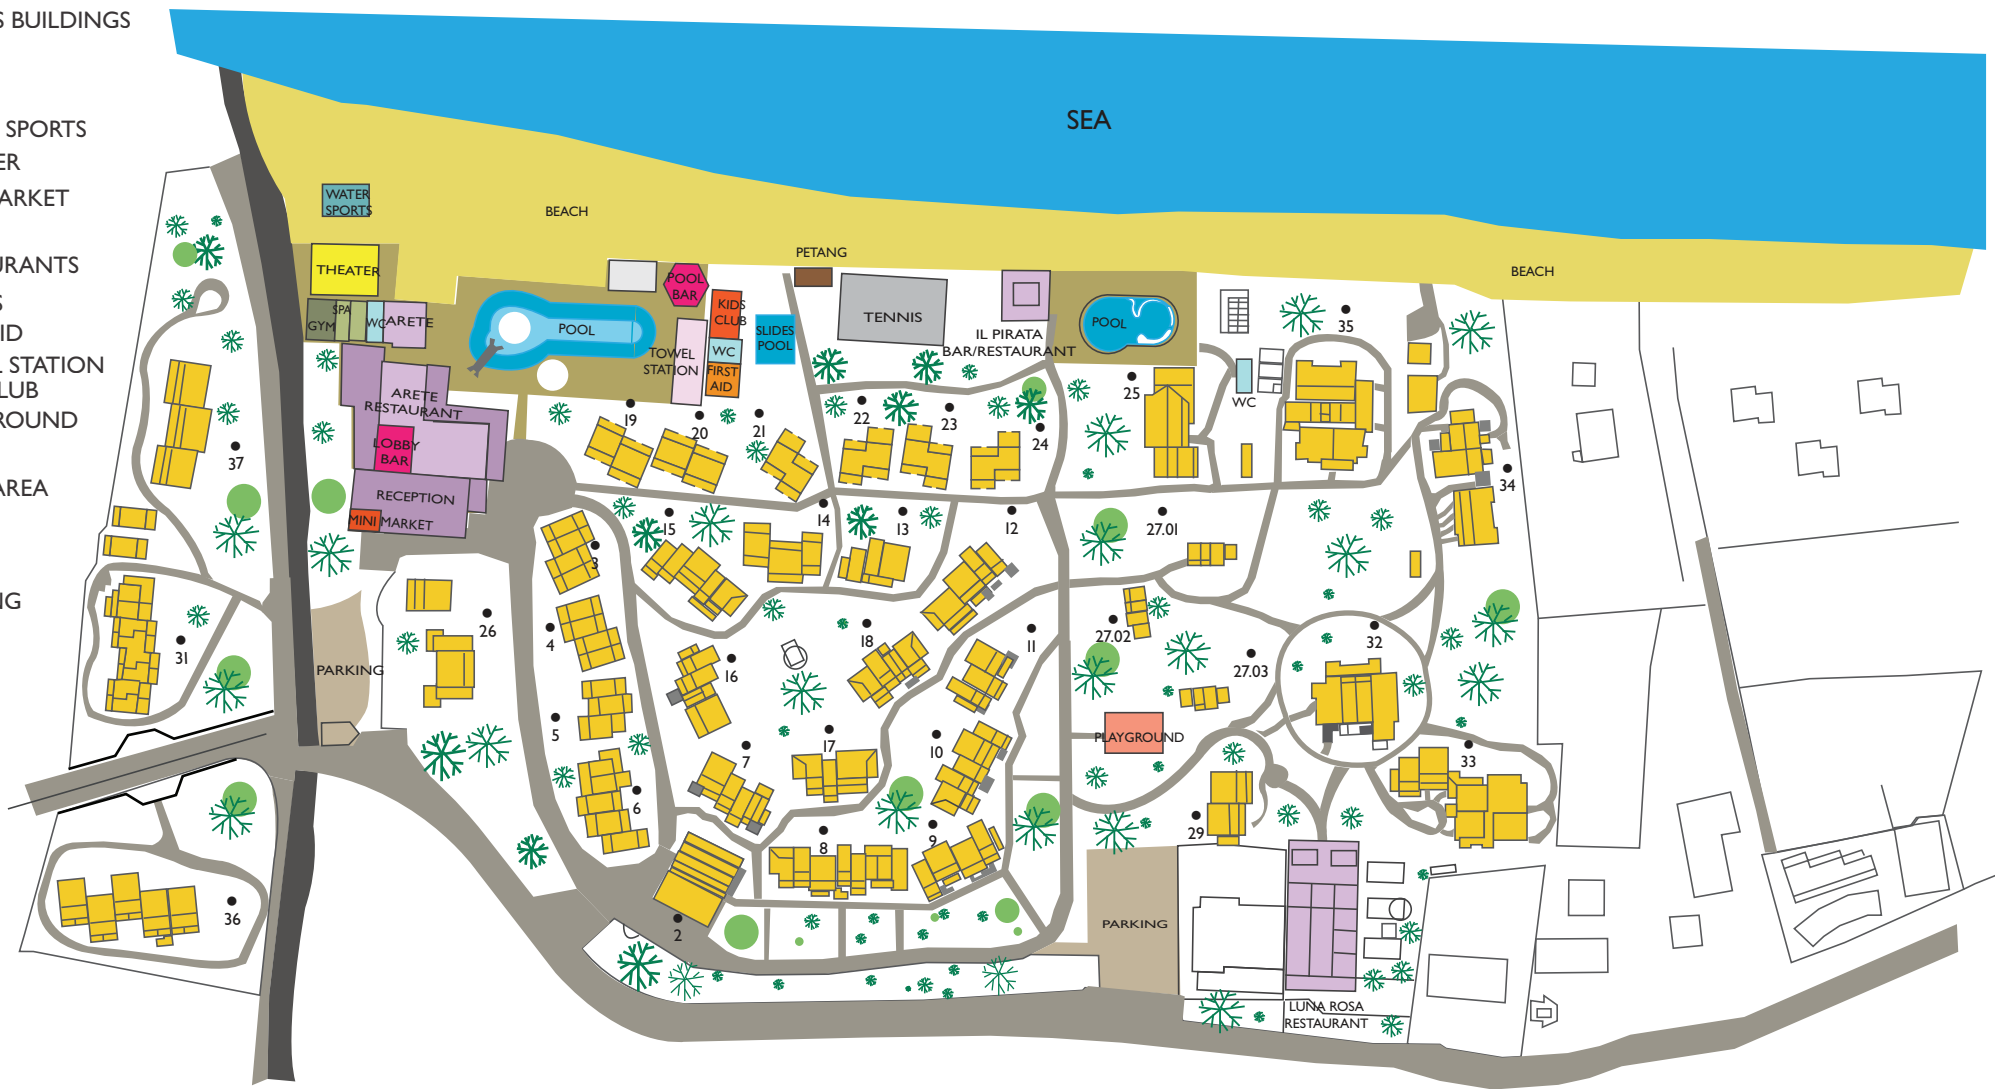 S BUILDINGS
SPORTS
ER
ARKET
URANTS
S
ID
L STATION
LUB
ROUND
AREA
NG
SEA
BEACH
BEACH
WATER
SPORTS
THEATER
SPA
GYM
WC
ARETE
POOL
POOL
BAR
KIDS
CLUB
WC
FIRST
AID
TOWEL
STATION
SLIDES
POOL
PETANG
TENNIS
IL PIRATA
BAR/RESTAURANT
POOL
WC
ARETE
RESTAURANT
LOBBY
BAR
RECEPTION
MINI MARKET
PARKING
PLAYGROUND
PARKING
LUNA ROSA
RESTAURANT
35
25
19
20
21
22
23
24
37
34
15
14
13
12
27.01
3
26
4
31
16
18
11
27.02
27.03
32
5
7
17
10
33
6
8
9
29
36
2